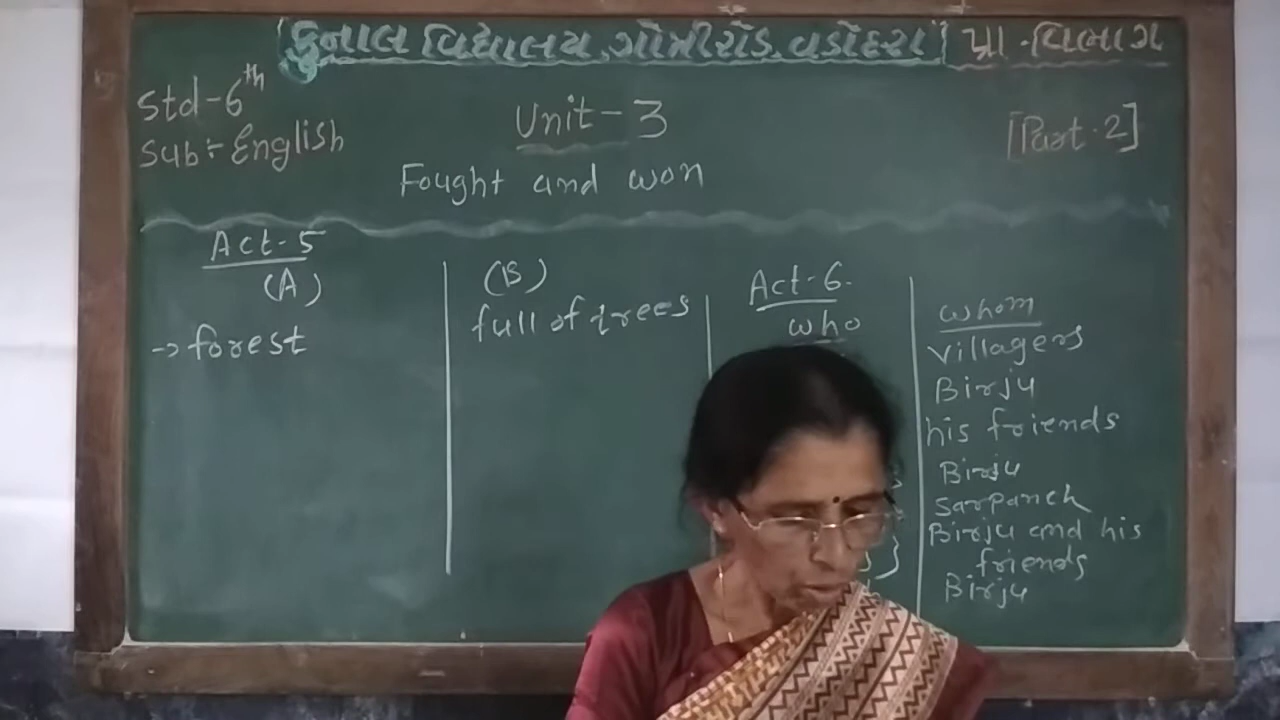 કુનાલ વિદ્યાલય, ગોત્રીરોડ, વડોદરા પ્રા. વિભાગ
Std-6th
Sub:- English
Unit-3
[Part.2]
Fought and won
Act-5
(A)
→ forest
(B)
full of trees
Act-6.
who
whom
villagers
Birju
his friends
Birju
sarpanch
Birju and his
friends
Birju